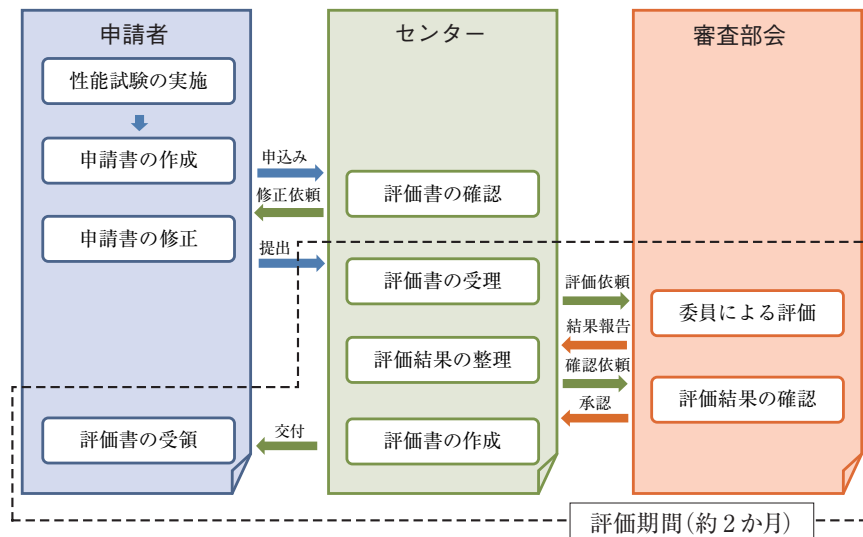 申請者
センター
審査部会
性能試験の実施
申請書の作成
申込み
評価書の確認
修正依頼
申請書の修正
提出
評価書の受理
評価依頼
委員による評価
結果報告
評価結果の整理
確認依頼
評価結果の確認
承認
評価書の受領
交付
評価書の作成
評価期間(約2か月)